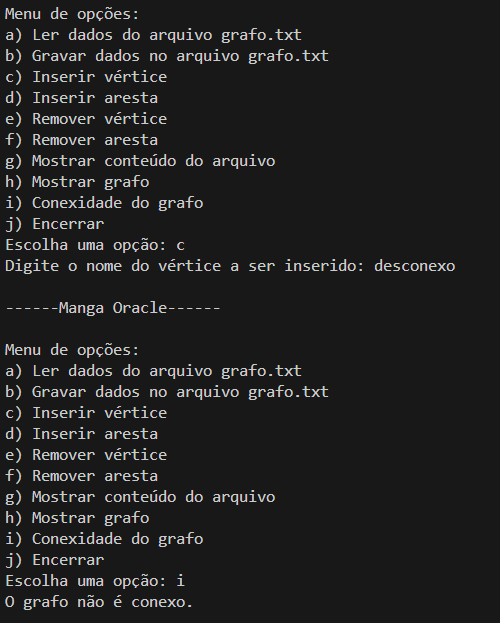 Menu de opções:
a) Ler dados do arquivo grafo.txt
b) Gravar dados no arquivo grafo.txt
c) Inserir vértice
d) Inserir aresta
e) Remover vértice
f) Remover aresta
g) Mostrar conteúdo do arquivo
h) Mostrar grafo
i) Conexidade do grafo
j) Encerrar
Escolha uma opção: c
Digite o nome do vértice a ser inserido: desconexo
------Manga Oracle------
Menu de opções:
a) Ler dados do arquivo grafo.txt
b) Gravar dados no arquivo grafo.txt
c) Inserir vértice
d) Inserir aresta
e) Remover vértice
f) Remover aresta
g) Mostrar conteúdo do arquivo
h) Mostrar grafo
i) Conexidade do grafo
j) Encerrar
Escolha uma opção: i
O grafo não é conexo.